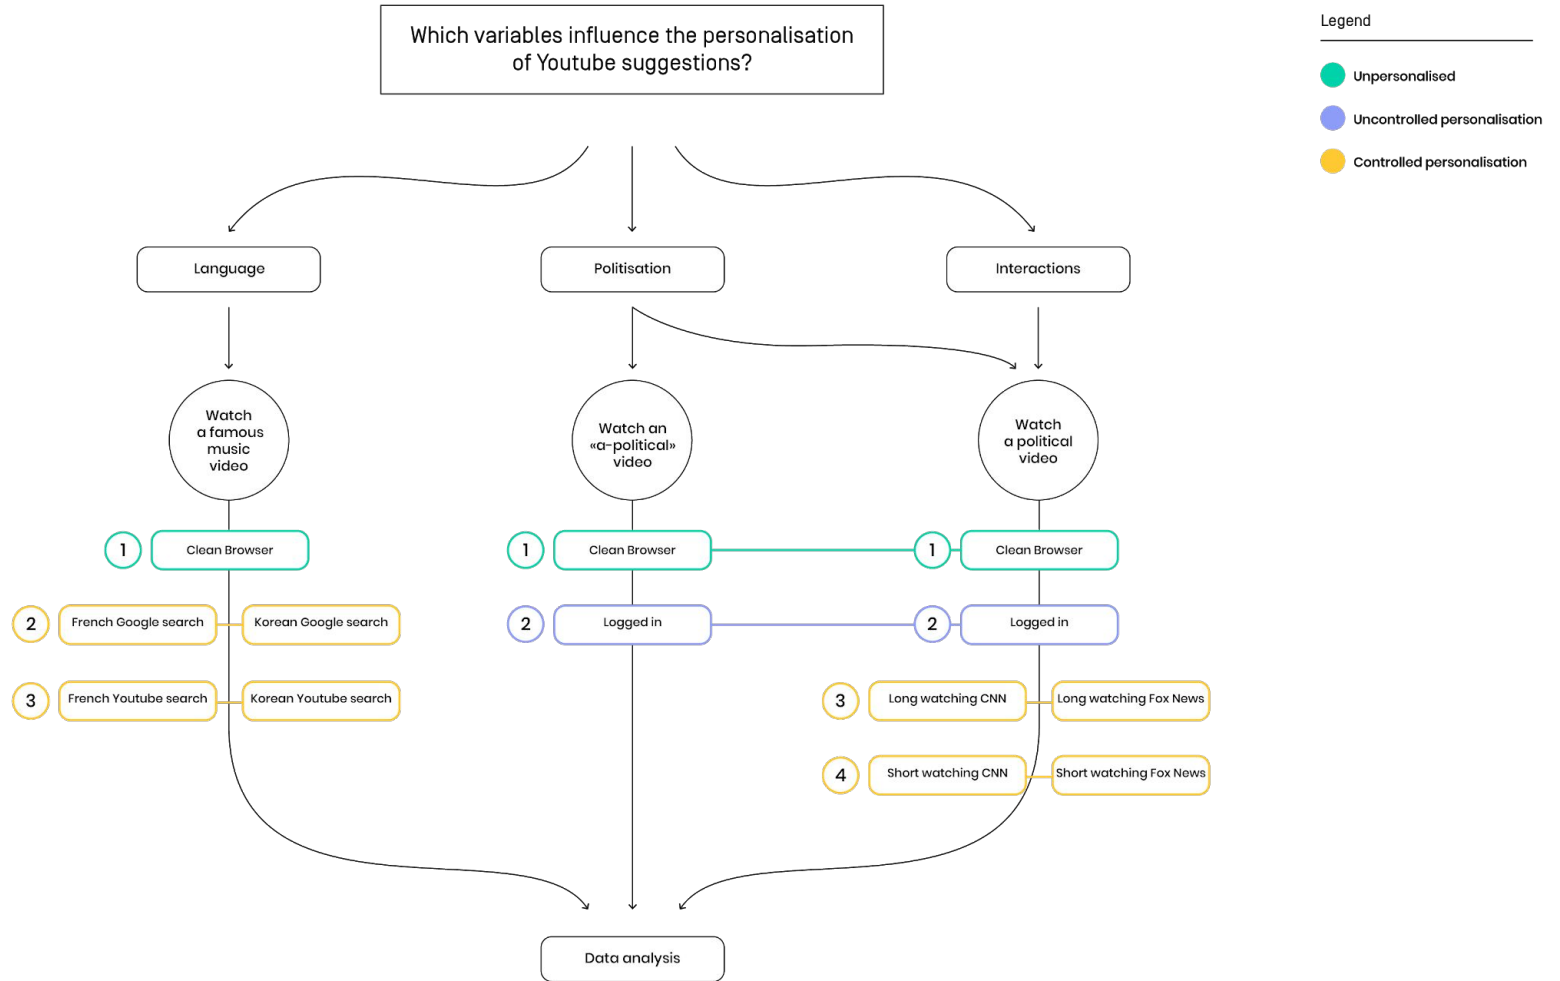 Which variables influence the personalisation
of Youtube suggestions?
Legend
Unpersonalised
Uncontrolled personalisation
Controlled personalisation
Language
Politisation
Interactions
Watch
a famous
music
video
Watch an
«a-political»
video
Watch
a political
video
1
Clean Browser
1
Clean Browser
1
Clean Browser
2
French Google search
Korean Google search
2
Logged in
2
Logged in
3
French Youtube search
Korean Youtube search
3
Long watching CNN
Long watching Fox News
4
Short watching CNN
Short watching Fox News
Data analysis